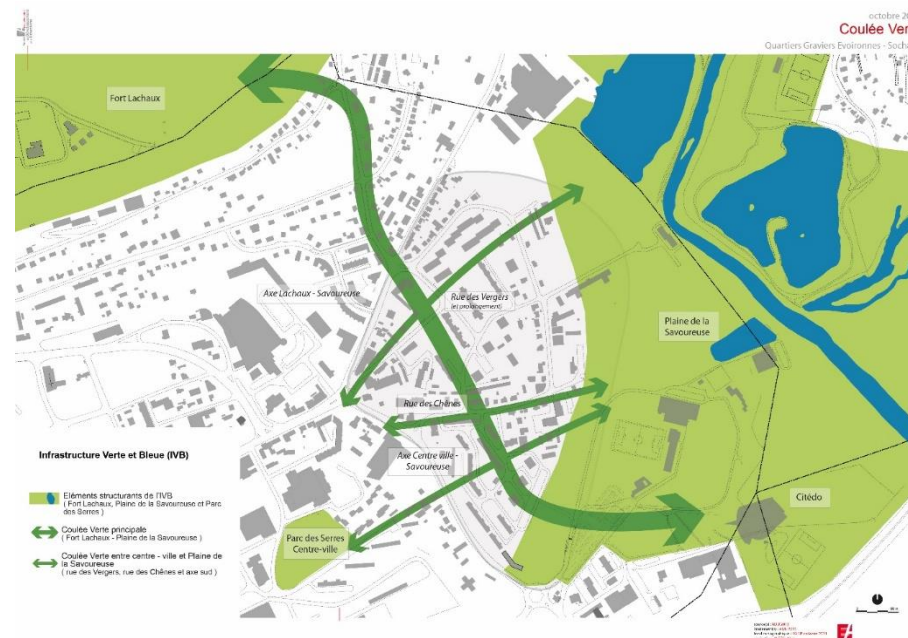 octobre 20
Coulée Ver
Quartiers Graviers Evoironnes - Socha
Fort Lachaux
Axe Lachaux - Savoureuse
Rue des Vergers
(et prolongement)
Plaine de la
Savoureuse
Rue des Chênes
Axe Centre ville -
Savoureuse
Citédo
Parc des Serres
Centre-ville
Infrastructure Verte et Bleue (IVB)
Eléments structurants de l'IVB
( Fort Lachaux, Plaine de la Savoureuse et Parc
des Serres )
Coulée Verte principale
( Fort Lachaux - Plaine de la Savoureuse )
Coulée Verte entre centre - ville et Plaine de
la Savoureuse
( rue des Vergers, rue des Chênes et axe sud )